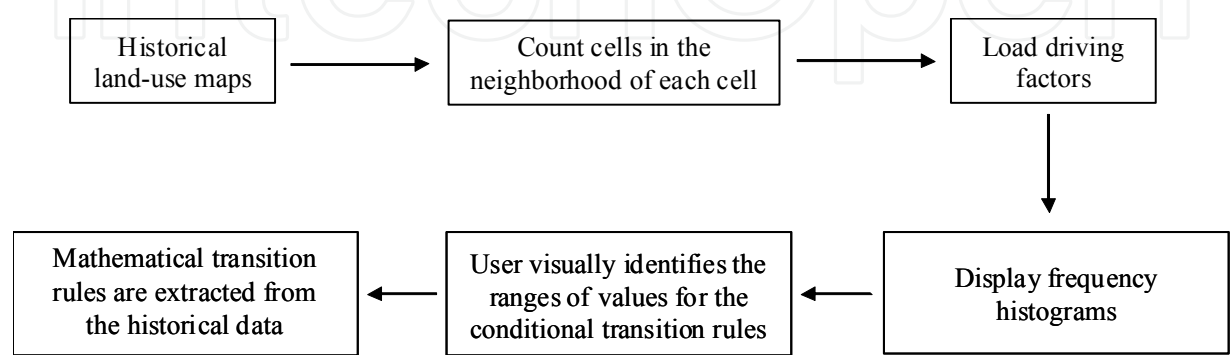 Historical
land-use maps
Count cells in the
neighborhood of each cell
Load driving
factors
Display frequency
histograms
User visually identifies the
ranges of values for the
conditional transition rules
Mathematical transition
rules are extracted from
the historical data